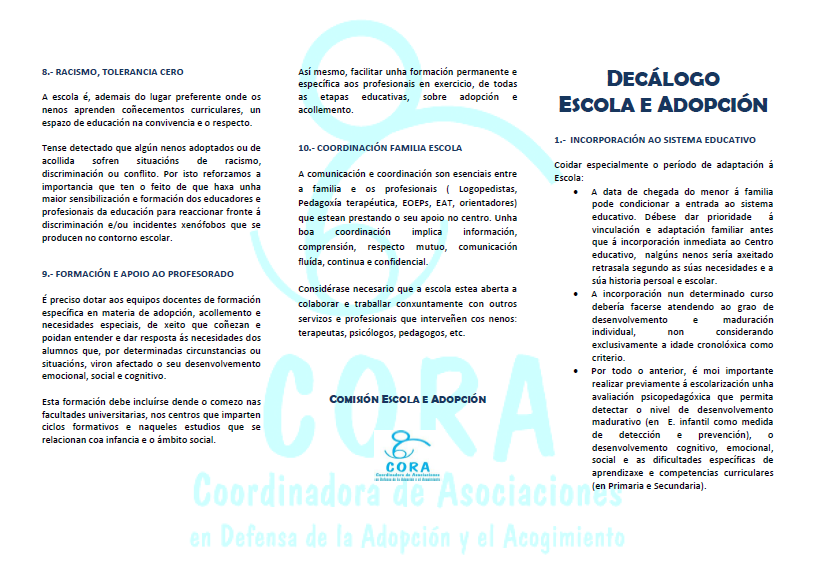 8.- RACISMO, TOLERANCIA CERO
A escola é, ademais do lugar preferente onde os
nenos aprenden coñecementos curriculares, un
espazo de educación na convivencia e o respecto.
Tense detectado que algún nenos adoptados ou de
acollida sofren situacións de racismo,
discriminación ou conflito. Por isto reforzamos a
importancia que ten o feito de que haxa unha
maior sensibilización e formación dos educadores e
profesionais da educación para reaccionar fronte á
discriminación e/ou incidentes xenófobos que se
producen no contorno escolar.
9.- FORMACIÓN E APOIO AO PROFESORADO
É preciso dotar aos equipos docentes de formación
específica en materia de adopción, acollemento e
necesidades especiais, de xeito que coñezan e
poidan entender e dar resposta ás necesidades dos
alumnos que, por determinadas circunstancias ou
situacións, viron afectado o seu desenvolvemento
emocional, social e cognitivo.
Esta formación debe incluírse dende o comezo nas
facultades universitarias, nos centros que imparten
ciclos formativos e naqueles estudios que se
relacionan coa infancia e o ámbito social.
Así mesmo, facilitar unha formación permanente e
específica aos profesionais en exercicio, de todas
as etapas educativas, sobre adopción e
acollemento.
10.- COORDINACIÓN FAMILIA ESCOLA
A comunicación e coordinación son esenciais entre
a familia e os profesionais ( Logopedistas,
Pedagoxía terapéutica, EOEPs, EAT, orientadores)
que estean prestando o seu apoio no centro. Unha
boa coordinación implica información,
comprensión, respecto mutuo, comunicación
fluída, continua e confidencial.
Considérase necesario que a escola estea aberta a
colaborar e traballar conxuntamente con outros
servizos e profesionais que interveñen cos nenos:
terapeutas, psicólogos, pedagogos, etc.
COMISIÓN ESCOLA E ADOPCIÓN
CORA
Coordinadora de Asociaciones
en Defensa de la Adopción y el Acogimiento
DECÁLOGO
ESCOLA E ADOPCIÓN
1.- INCORPORACIÓN AO SISTEMA EDUCATIVO
Coidar especialmente o período de adaptación á
Escola:
• A data de chegada do menor á familia
pode condicionar a entrada ao sistema
educativo. Débese dar prioridade á
vinculación e adaptación familiar antes
que á incorporación inmediata ao Centro
educativo, nalgúns nenos sería axeitado
retrasala segundo as súas necesidades e a
súa historia persoal e escolar.
• A incorporación nun determinado curso
debería facerse atendendo ao grao de
desenvolvemento e maduración
individual, non considerando
exclusivamente a idade cronolóxica como
criterio.
• Por todo o anterior, é moi importante
realizar previamente á escolarización unha
avaliación psicopedagóxica que permita
detectar o nivel de desenvolvemento
madurativo (en E. infantil como medida
de detección e prevención), o
desenvolvemento cognitivo, emocional,
social e as dificultades específicas de
aprendizaxe e competencias curriculares
(en Primaria e Secundaria).
CORA
Coordinadora de Asociaciones
en Defensa de la Adopción y el Acogimiento